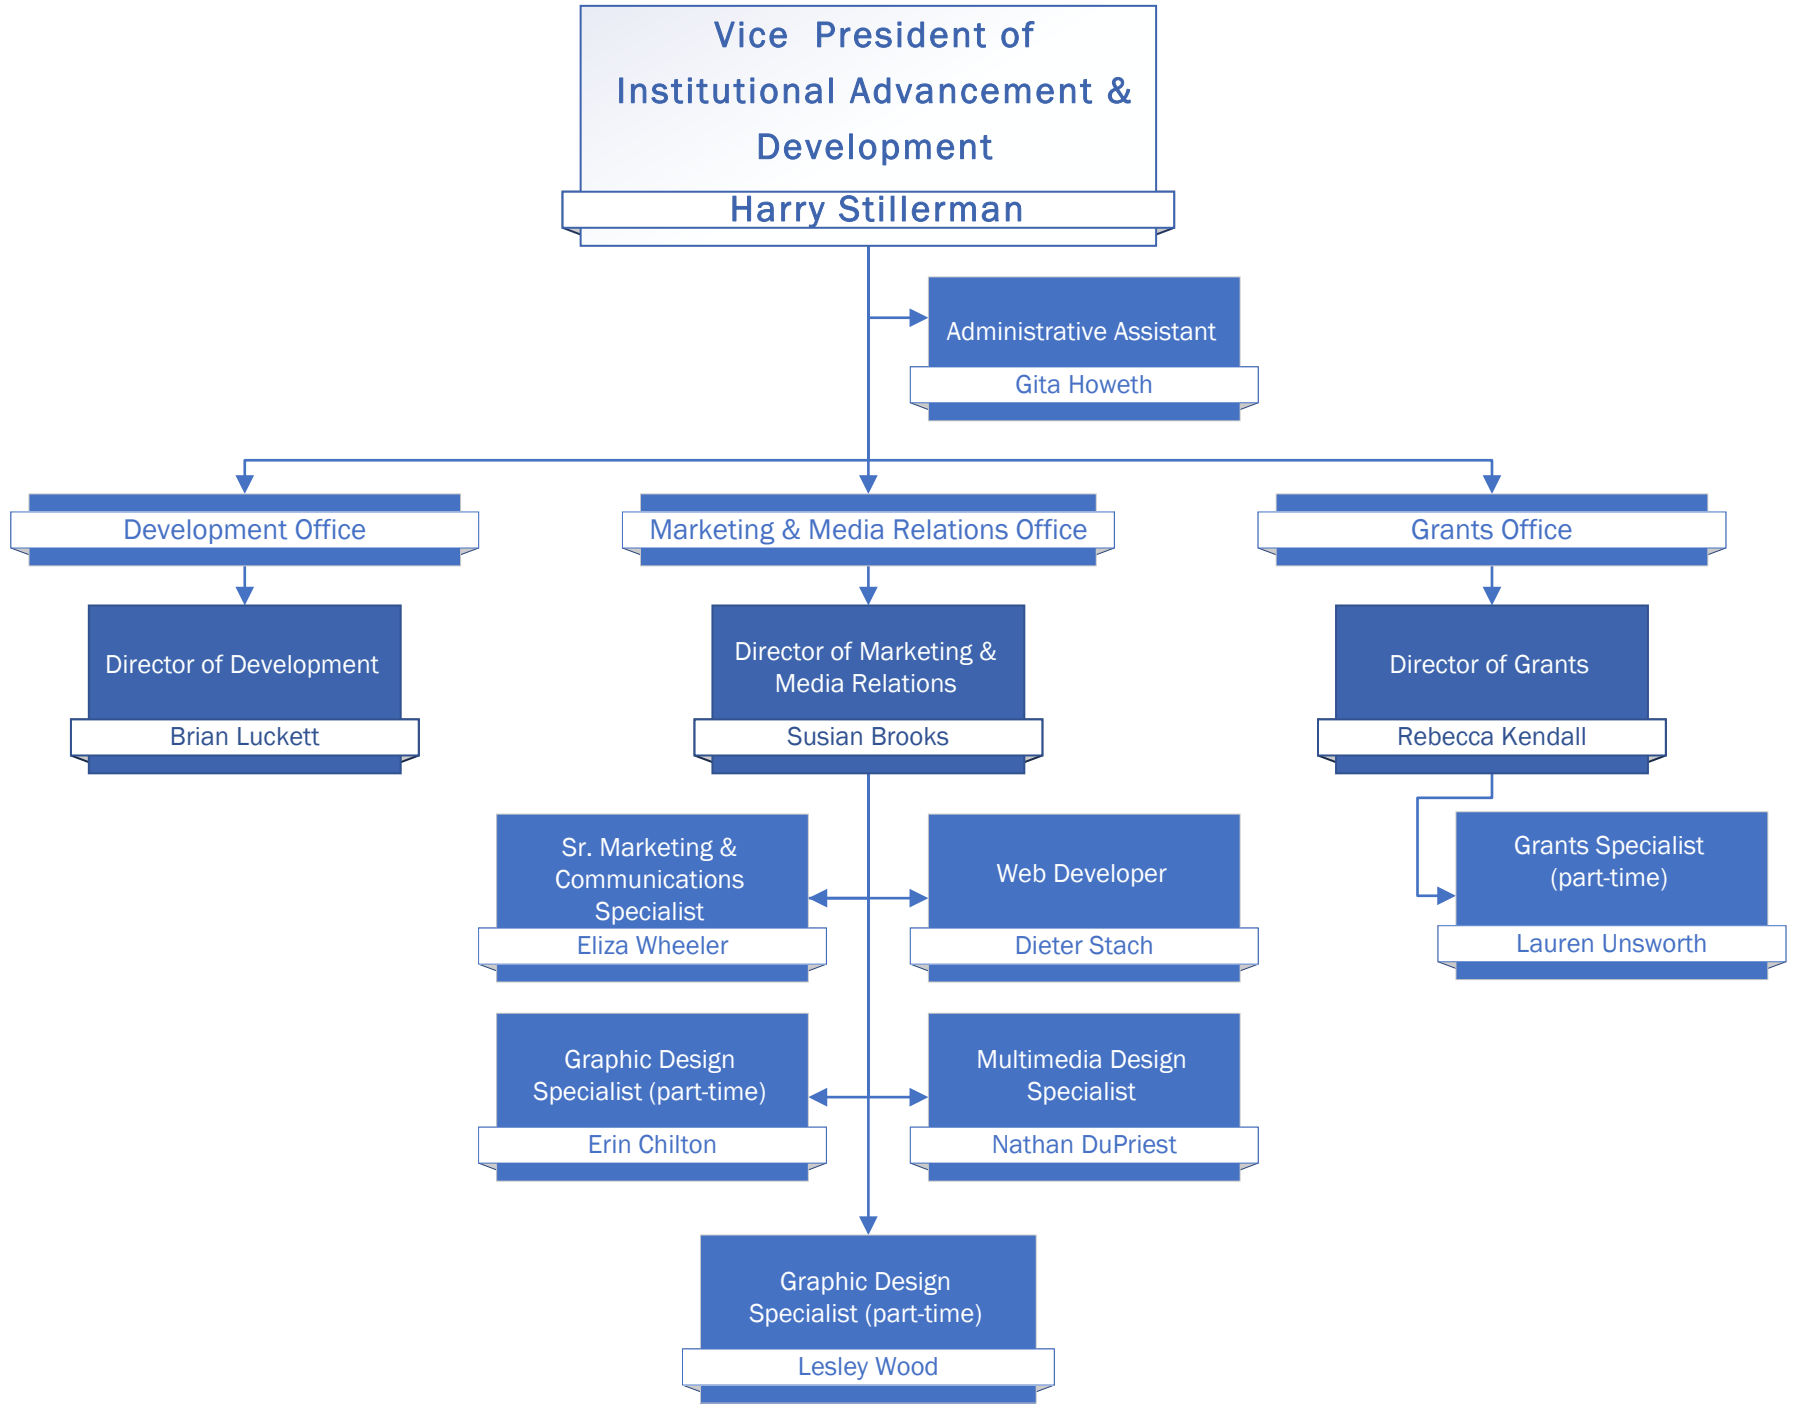 Vice President of
Institutional Advancement &
Development
Harry Stillerman
Administrative Assistant
Gita Howeth
Development Office
Marketing & Media Relations Office
Grants Office
Director of Development
Brian Luckett
Director of Marketing &
Media Relations
Susian Brooks
Director of Grants
Rebecca Kendall
Sr. Marketing &
Communications
Specialist
Eliza Wheeler
Web Developer
Dieter Stach
Grants Specialist
(part-time)
Lauren Unsworth
Graphic Design
Specialist (part-time)
Erin Chilton
Multimedia Design
Specialist
Nathan DuPriest
Graphic Design
Specialist (part-time)
Lesley Wood